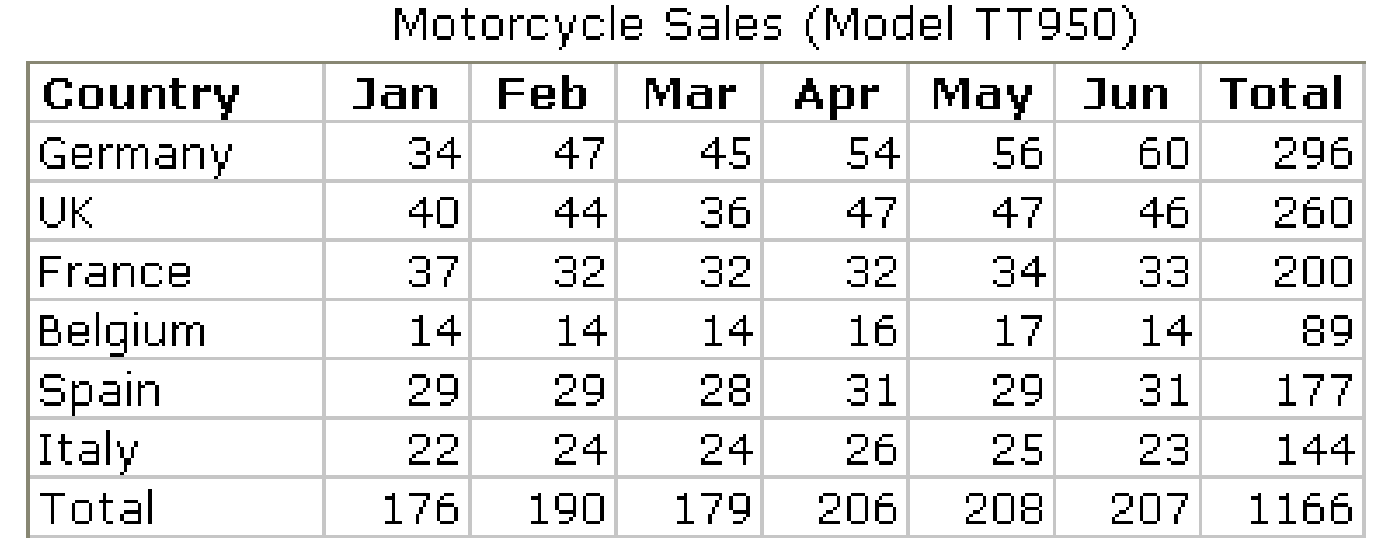 Motorcycle Sales (Model TT950)
Country Jan Feb Mar Apr May Jun Total
Germany 34 47 45 54 56 60 296
UK 40 44 36 47 47 46 260
France 37 32 32 32 34 33 200
Belgium 14 14 14 16 17 14 89
Spain 29 29 28 31 29 31 177
Italy 22 24 24 26 25 23 144
Total 176 190 179 206 208 207 1166